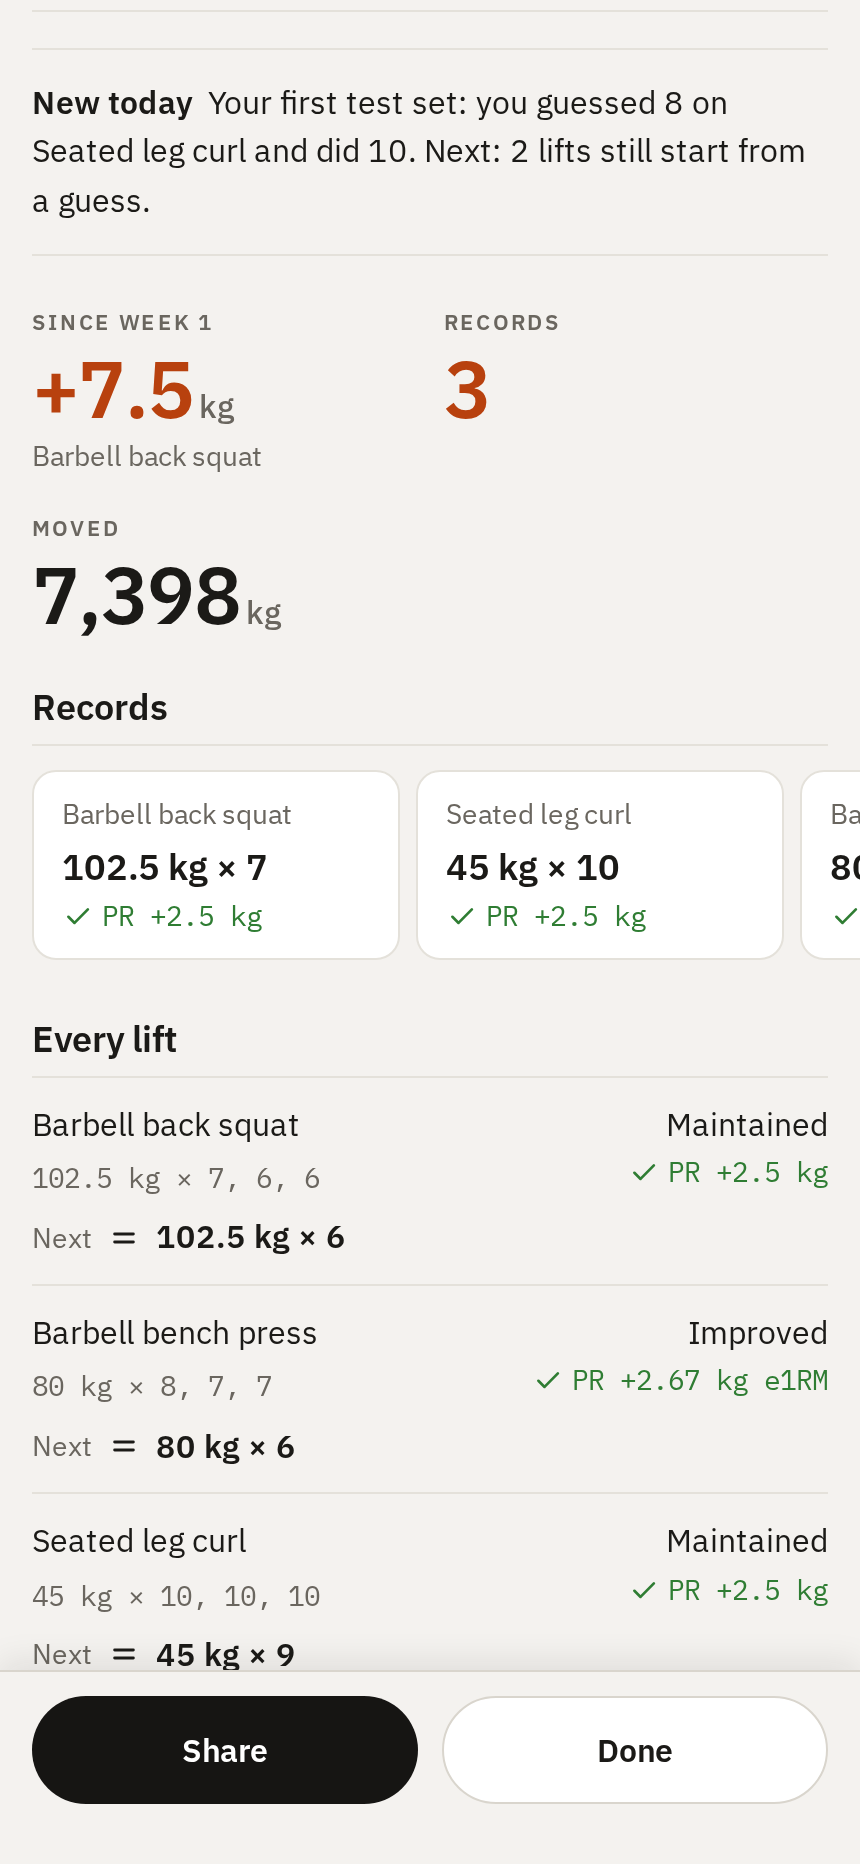 New today Your first test set: you guessed 8 on
Seated leg curl and did 10. Next: 2 lifts still start from
a guess.
SINCE WEEK 1
+7.5 kg
Barbell back squat
RECORDS
3
MOVED
7,398 kg
Records
Barbell back squat
102.5 kg × 7
✓ PR +2.5 kg
Seated leg curl
45 kg × 10
✓ PR +2.5 kg
Ba
80
✓
Every lift
Barbell back squat
Maintained
102.5 kg × 7, 6, 6
✓ PR +2.5 kg
Next = 102.5 kg × 6
Barbell bench press
Improved
80 kg × 8, 7, 7
✓ PR +2.67 kg e1RM
Next = 80 kg × 6
Seated leg curl
Maintained
45 kg × 10, 10, 10
✓ PR +2.5 kg
Next = 45 kg × 9
Share
Done